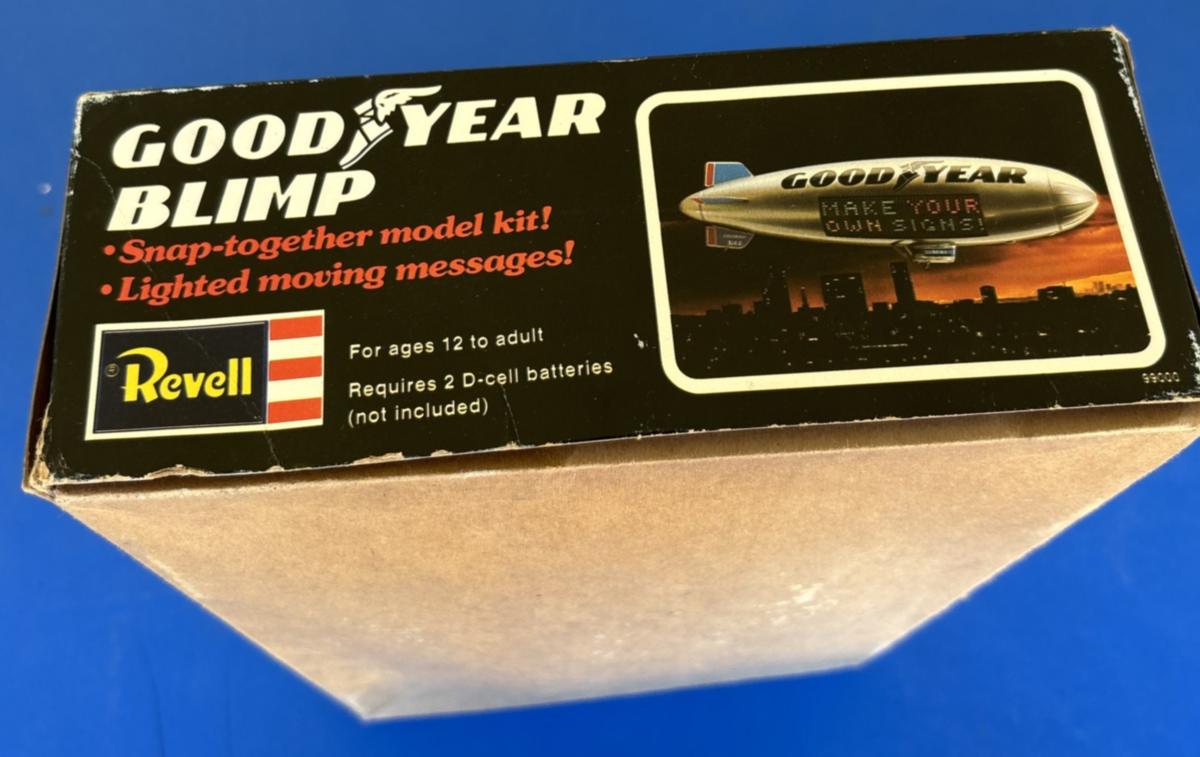 GOODYEAR
BLIMP
• Snap-together model kit!
• Lighted moving messages!
® Revell
For ages 12 to adult
Requires 2 D-cell batteries
(not included)
GOODYEAR
MAKE YOUR
OWN SIGNS!
99000